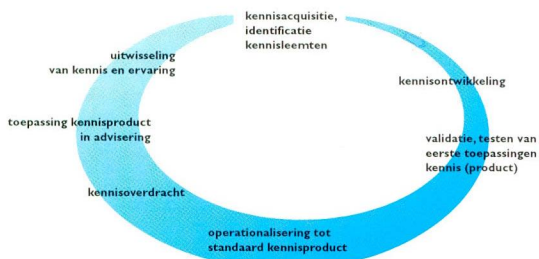 kennisacquisitie,
identificatie
kennisleemten
kennisontwikkeling
validatie, testen van
eerste toepassingen
kennis (product)
operationalisering tot
standaard kennisproduct
kennisoverdracht
toepassing kennisproduct
in advisering
uitwisseling
van kennis en ervaring